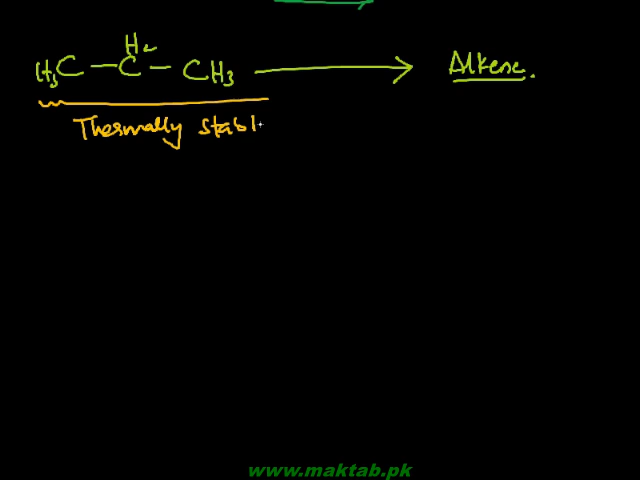 H2
H3C — C — CH3 ⟶ Alkene.
Thermally Stabl
www.maktab.pk